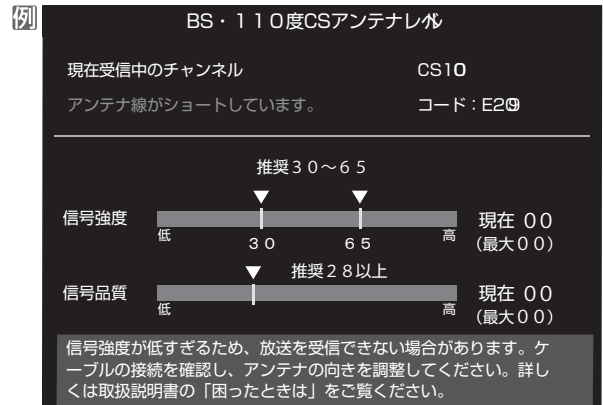 例
BS・110度CSアンテナレベル
現在受信中のチャンネル CS10
アンテナ線がショートしています。 コード：E209
推奨30～65
信号強度 現在 00
低 30 65 高 (最大00)
推奨28以上
信号品質 現在 00
低 高 (最大00)
信号強度が低すぎるため、放送を受信できない場合があります。ケ
ーブルの接続を確認し、アンテナの向きを調整してください。詳し
くは取扱説明書の「困ったときは」をご覧ください。